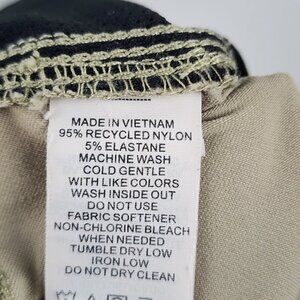 MADE IN VIETNAM
95% RECYCLED NYLON
5% ELASTANE
MACHINE WASH
COLD GENTLE
WITH LIKE COLORS
WASH INSIDE OUT
DO NOT USE
FABRIC SOFTENER
NON-CHLORINE BLEACH
WHEN NEEDED
TUMBLE DRY LOW
IRON LOW
DO NOT DRY CLEAN